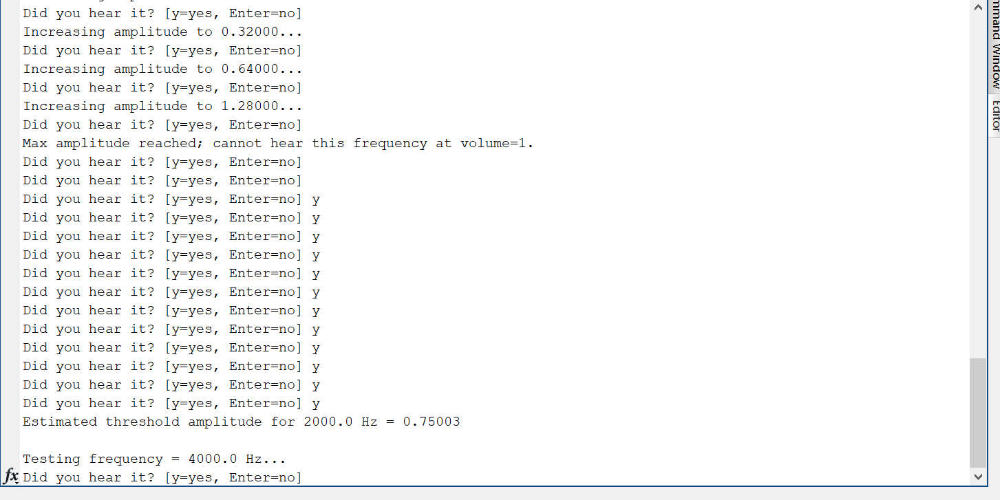 Did you hear it? [y=yes, Enter=no]
Increasing amplitude to 0.32000...
Did you hear it? [y=yes, Enter=no]
Increasing amplitude to 0.64000...
Did you hear it? [y=yes, Enter=no]
Increasing amplitude to 1.28000...
Did you hear it? [y=yes, Enter=no]
Max amplitude reached; cannot hear this frequency at volume=1.
Did you hear it? [y=yes, Enter=no]
Did you hear it? [y=yes, Enter=no]
Did you hear it? [y=yes, Enter=no] y
Did you hear it? [y=yes, Enter=no] y
Did you hear it? [y=yes, Enter=no] y
Did you hear it? [y=yes, Enter=no] y
Did you hear it? [y=yes, Enter=no] y
Did you hear it? [y=yes, Enter=no] y
Did you hear it? [y=yes, Enter=no] y
Did you hear it? [y=yes, Enter=no] y
Did you hear it? [y=yes, Enter=no] y
Did you hear it? [y=yes, Enter=no] y
Did you hear it? [y=yes, Enter=no] y
Did you hear it? [y=yes, Enter=no] y
Estimated threshold amplitude for 2000.0 Hz = 0.75003
Testing frequency = 4000.0 Hz...
fx Did you hear it? [y=yes, Enter=no]
mmand Window
Editor